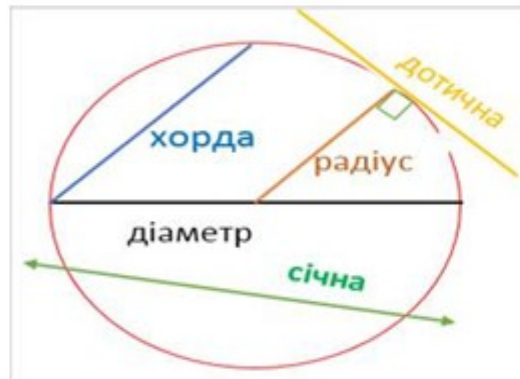 дотична
хорда
радіус
діаметр
січна